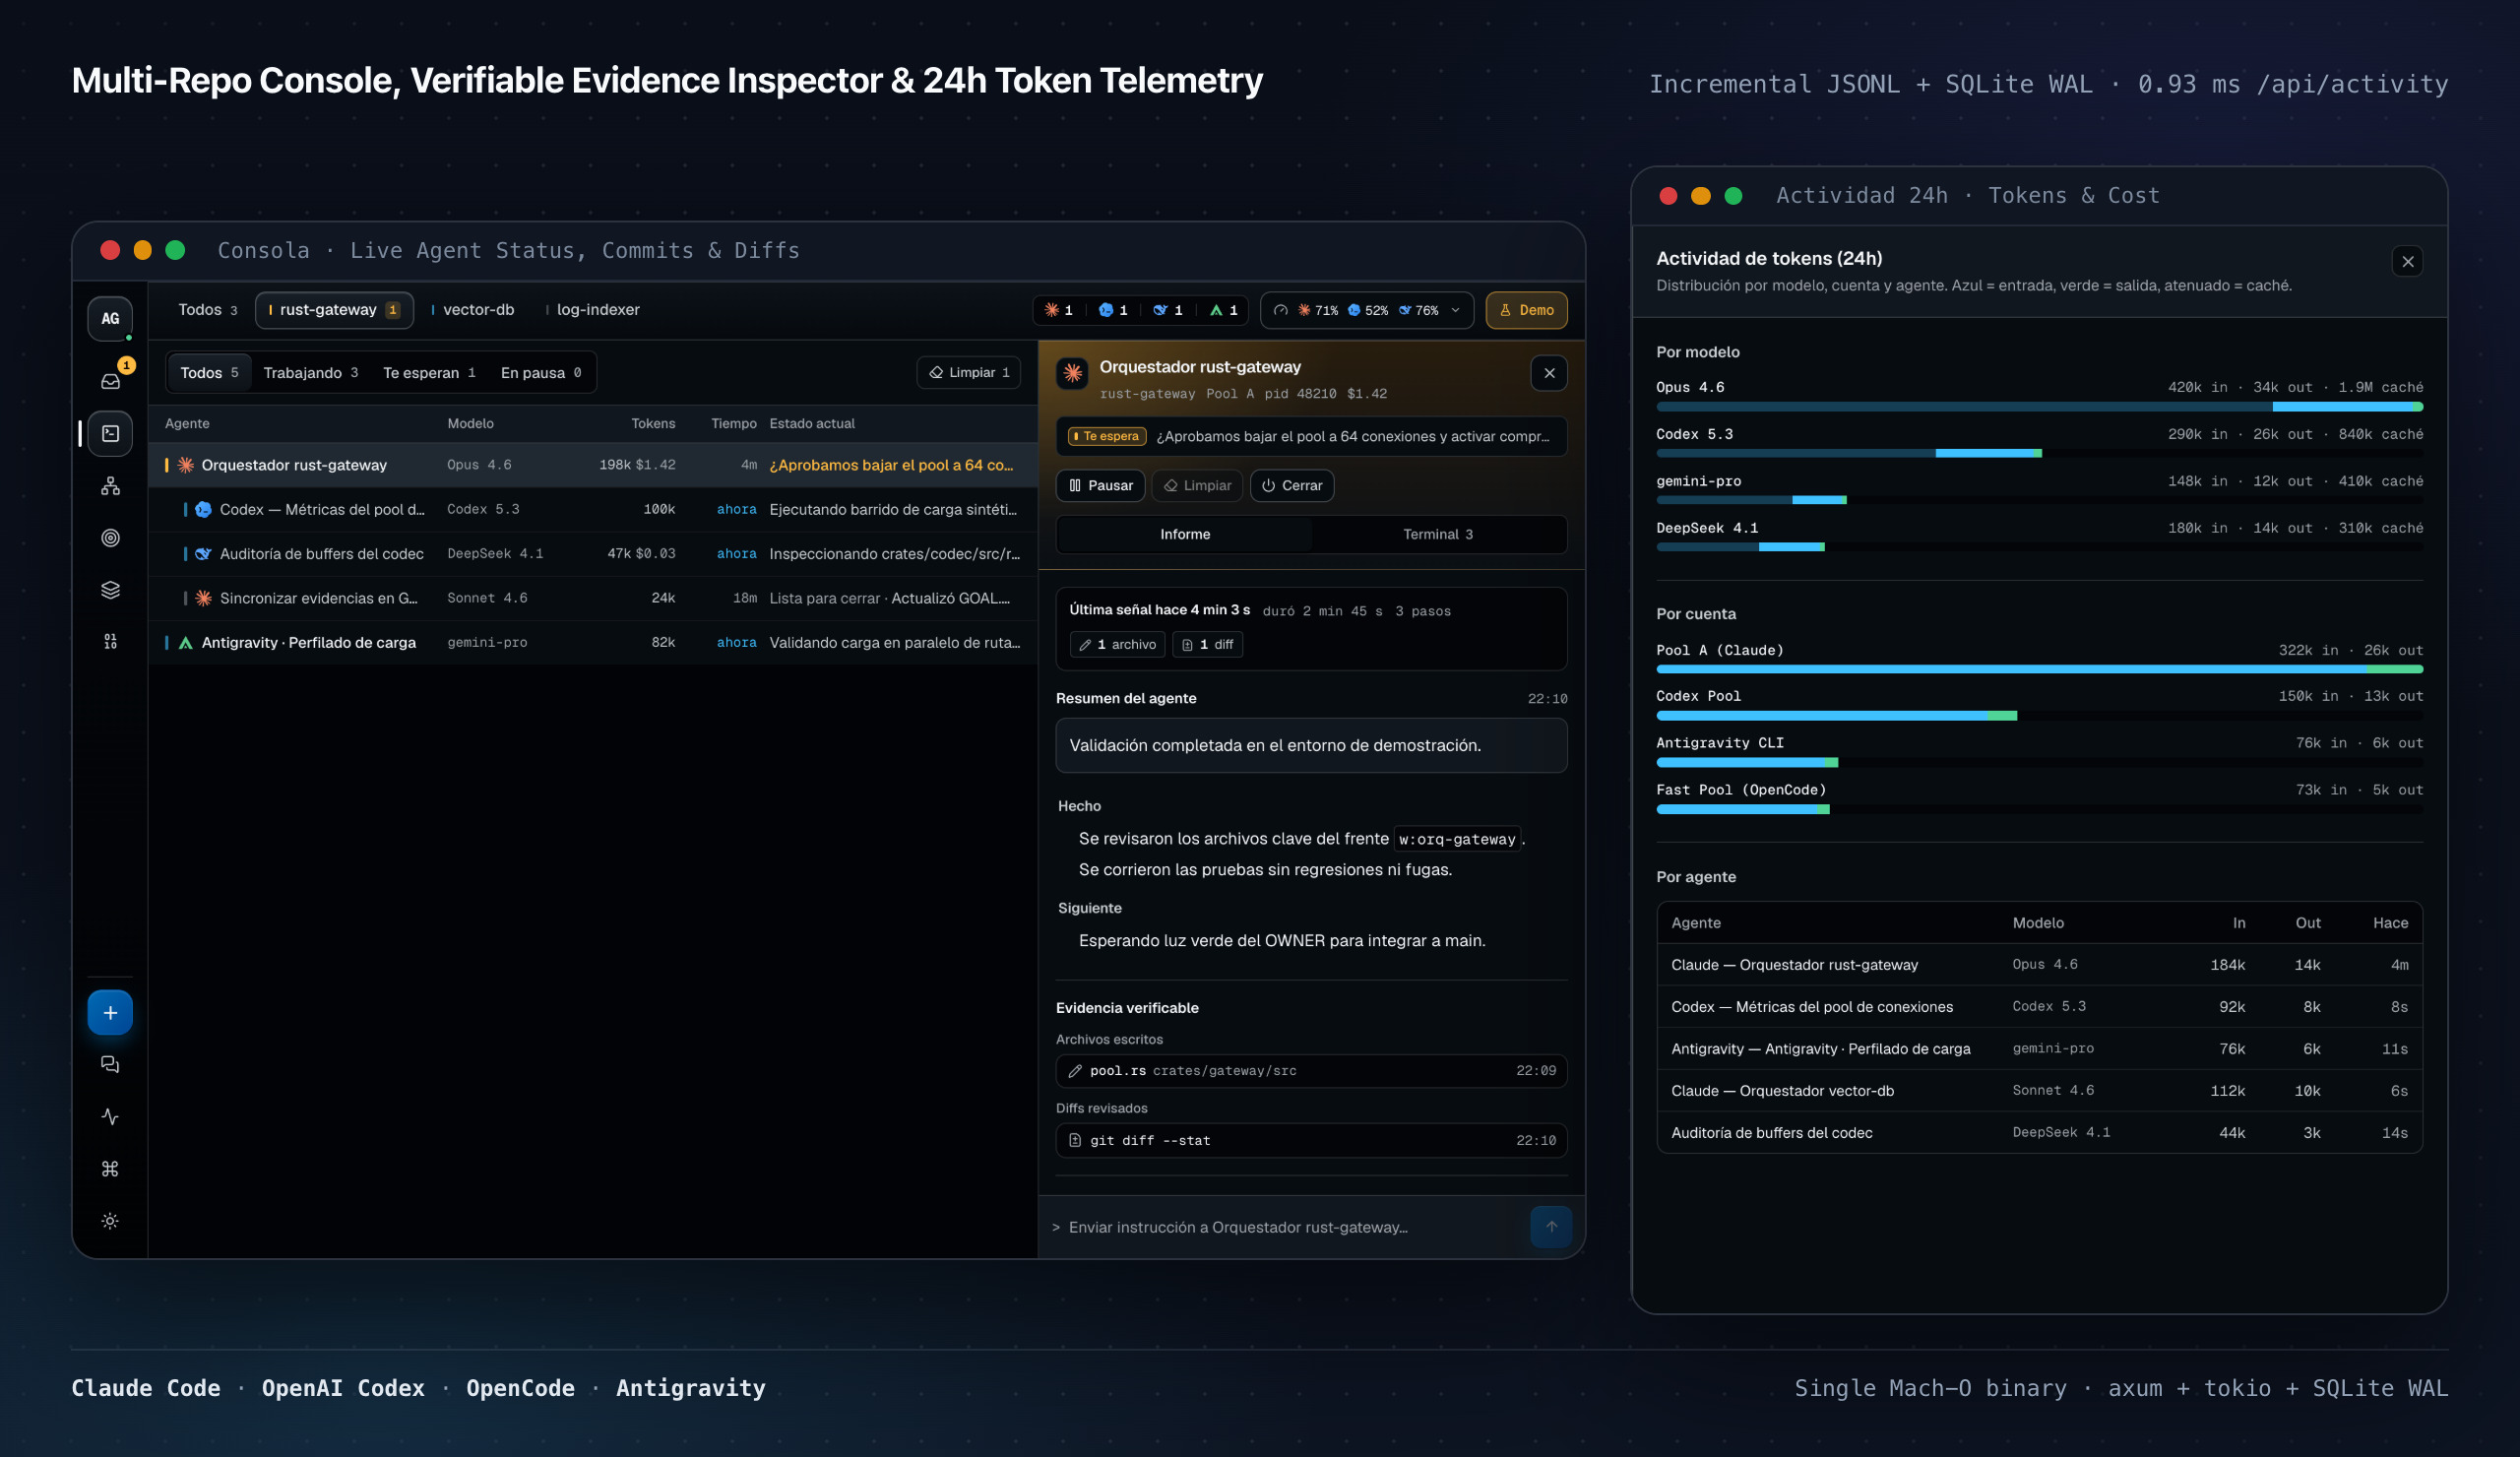 Multi-Repo Console, Verifiable Evidence Inspector & 24h Token Telemetry
Incremental JSONL + SQLite WAL · 0.93 ms /api/activity
Consola · Live Agent Status, Commits & Diffs
AG
1
01
10
Todos 3
rust-gateway 1
vector-db
log-indexer
1 1 1 1
71% 52% 76%
Demo
Todos 5
Trabajando 3
Te esperan 1
En pausa 0
Limpiar 1
Agente Modelo Tokens Tiempo Estado actual
Orquestador rust-gateway Opus 4.6 198k $1.42 4m ¿Aprobamos bajar el pool a 64 co…
Codex — Métricas del pool d… Codex 5.3 100k ahora Ejecutando barrido de carga sintéti…
Auditoría de buffers del codec DeepSeek 4.1 47k $0.03 ahora Inspeccionando crates/codec/src/r…
Sincronizar evidencias en G… Sonnet 4.6 24k 18m Lista para cerrar · Actualizó GOAL.…
Antigravity · Perfilado de carga gemini-pro 82k ahora Validando carga en paralelo de ruta…
Orquestador rust-gateway
rust-gateway Pool A pid 48210 $1.42
Te espera ¿Aprobamos bajar el pool a 64 conexiones y activar compr…
Pausar
Limpiar
Cerrar
Informe
Terminal 3
Última señal hace 4 min 3 s duró 2 min 45 s 3 pasos
1 archivo
1 diff
Resumen del agente 22:10
Validación completada en el entorno de demostración.
Hecho
Se revisaron los archivos clave del frente w:orq-gateway.
Se corrieron las pruebas sin regresiones ni fugas.
Siguiente
Esperando luz verde del OWNER para integrar a main.
Evidencia verificable
Archivos escritos
pool.rs crates/gateway/src 22:09
Diffs revisados
git diff --stat 22:10
> Enviar instrucción a Orquestador rust-gateway…
Actividad 24h · Tokens & Cost
Actividad de tokens (24h)
Distribución por modelo, cuenta y agente. Azul = entrada, verde = salida, atenuado = caché.
Por modelo
Opus 4.6 420k in · 34k out · 1.9M caché
Codex 5.3 290k in · 26k out · 840k caché
gemini-pro 148k in · 12k out · 410k caché
DeepSeek 4.1 180k in · 14k out · 310k caché
Por cuenta
Pool A (Claude) 322k in · 26k out
Codex Pool 150k in · 13k out
Antigravity CLI 76k in · 6k out
Fast Pool (OpenCode) 73k in · 5k out
Por agente
Agente Modelo In Out Hace
Claude — Orquestador rust-gateway Opus 4.6 184k 14k 4m
Codex — Métricas del pool de conexiones Codex 5.3 92k 8k 8s
Antigravity — Antigravity · Perfilado de carga gemini-pro 76k 6k 11s
Claude — Orquestador vector-db Sonnet 4.6 112k 10k 6s
Auditoría de buffers del codec DeepSeek 4.1 44k 3k 14s
Claude Code · OpenAI Codex · OpenCode · Antigravity
Single Mach-O binary · axum + tokio + SQLite WAL